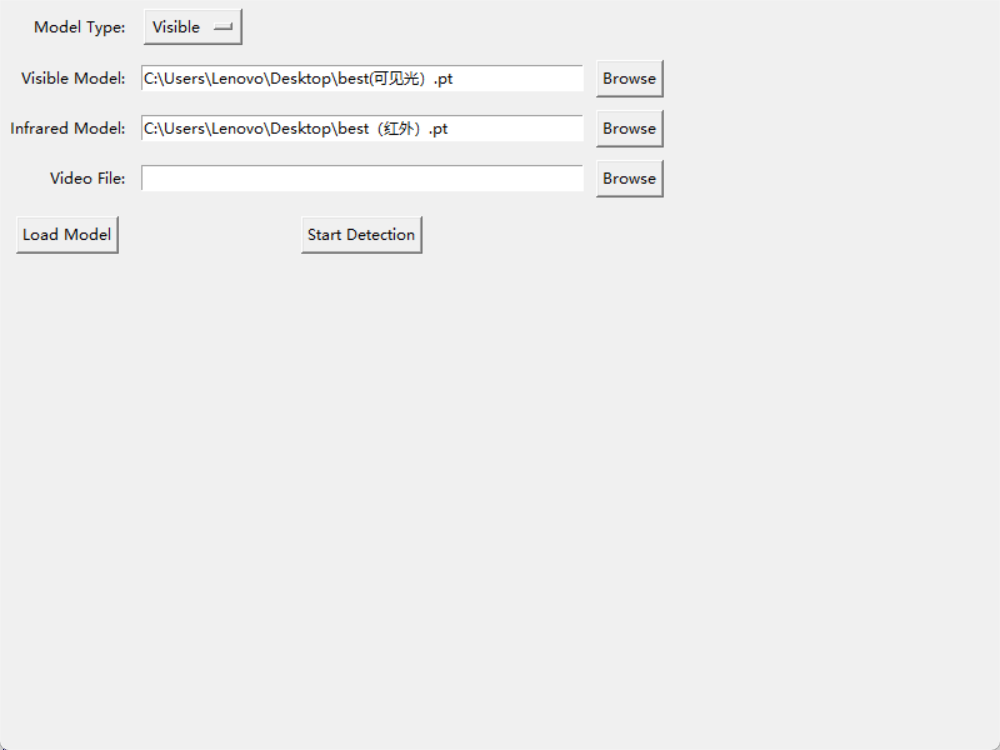 Model Type: Visible
Visible Model: C:\Users\Lenovo\Desktop\best(可见光）.pt Browse
Infrared Model: C:\Users\Lenovo\Desktop\best（红外）.pt Browse
Video File: Browse
Load Model Start Detection